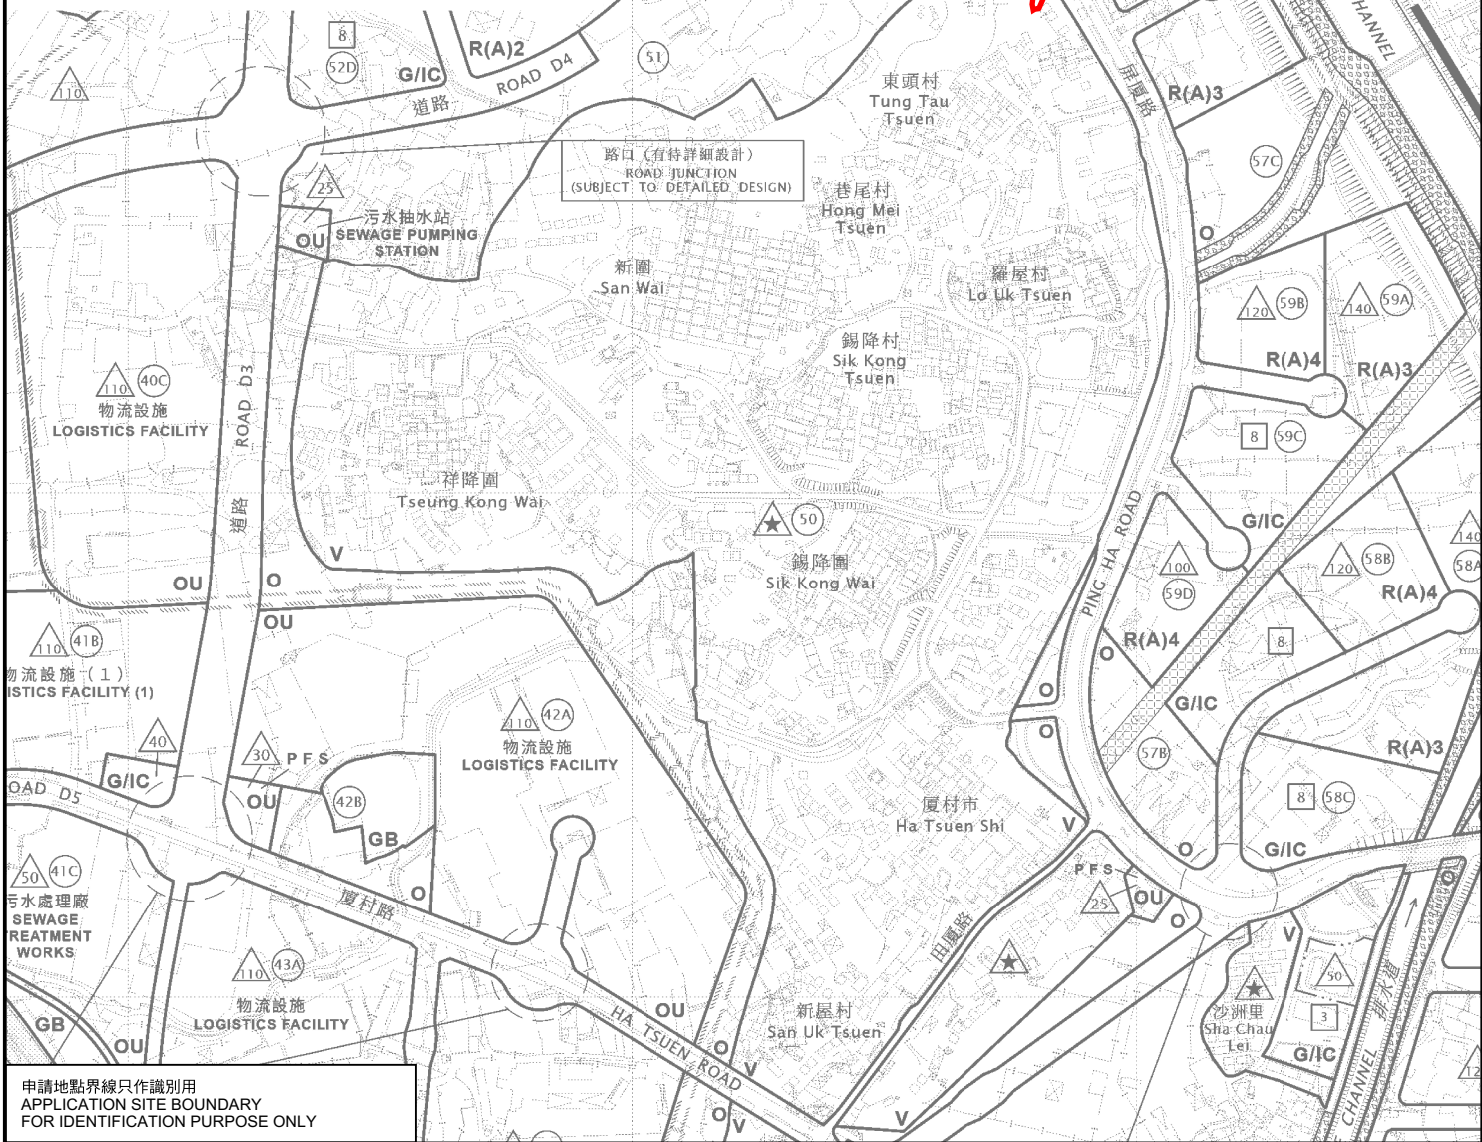 8
52D
R(A)2
G/IC
道路
ROAD D4
51
110
HANNEL
屏厦路
R(A)3
東頭村
Tung Tau
Tsuen
路口（有待詳細設計）
ROAD JUNCTION
(SUBJECT TO DETAILED DESIGN)
57C
25
巷尾村
Hong Mei
Tsuen
污水抽水站
SEWAGE PUMPING
STATION
OU
O
新圍
San Wai
羅屋村
Lo Uk Tsuen
120
59B
140
59A
錫降村
Sik Kong
Tsuen
R(A)4
R(A)3
110
40C
物流設施
LOGISTICS FACILITY
道路
ROAD D3
8
59C
祥降圍
Tseung Kong Wai
50
錫降圍
Sik Kong Wai
G/IC
PING HA ROAD
V
OU
O
OU
100
59D
120
58B
140
58A
R(A)4
41B
110
物流設施（１）
ISTICS FACILITY (1)
O
R(A)4
8
O
O
G/IC
40
30
PFS
110
42A
物流設施
LOGISTICS FACILITY
57B
R(A)3
OAD D5
G/IC
OU
42B
GB
8
58C
厦村市
Ha Tsuen Shi
V
O
G/IC
50
41C
污水處理廠
SEWAGE
REATMENT
WORKS
厦村路
O
PFS
25
OU
O
O
田厦路
V
110
43A
物流設施
LOGISTICS FACILITY
50
沙洲里
Sha Chau
Lei
3
G/IC
排水道
CHANNEL
GB
OU
OU
HA TSUEN ROAD
新屋村
San Uk Tsuen
O
V
O
V
V
12
申請地點界線只作識別用
APPLICATION SITE BOUNDARY
FOR IDENTIFICATION PURPOSE ONLY